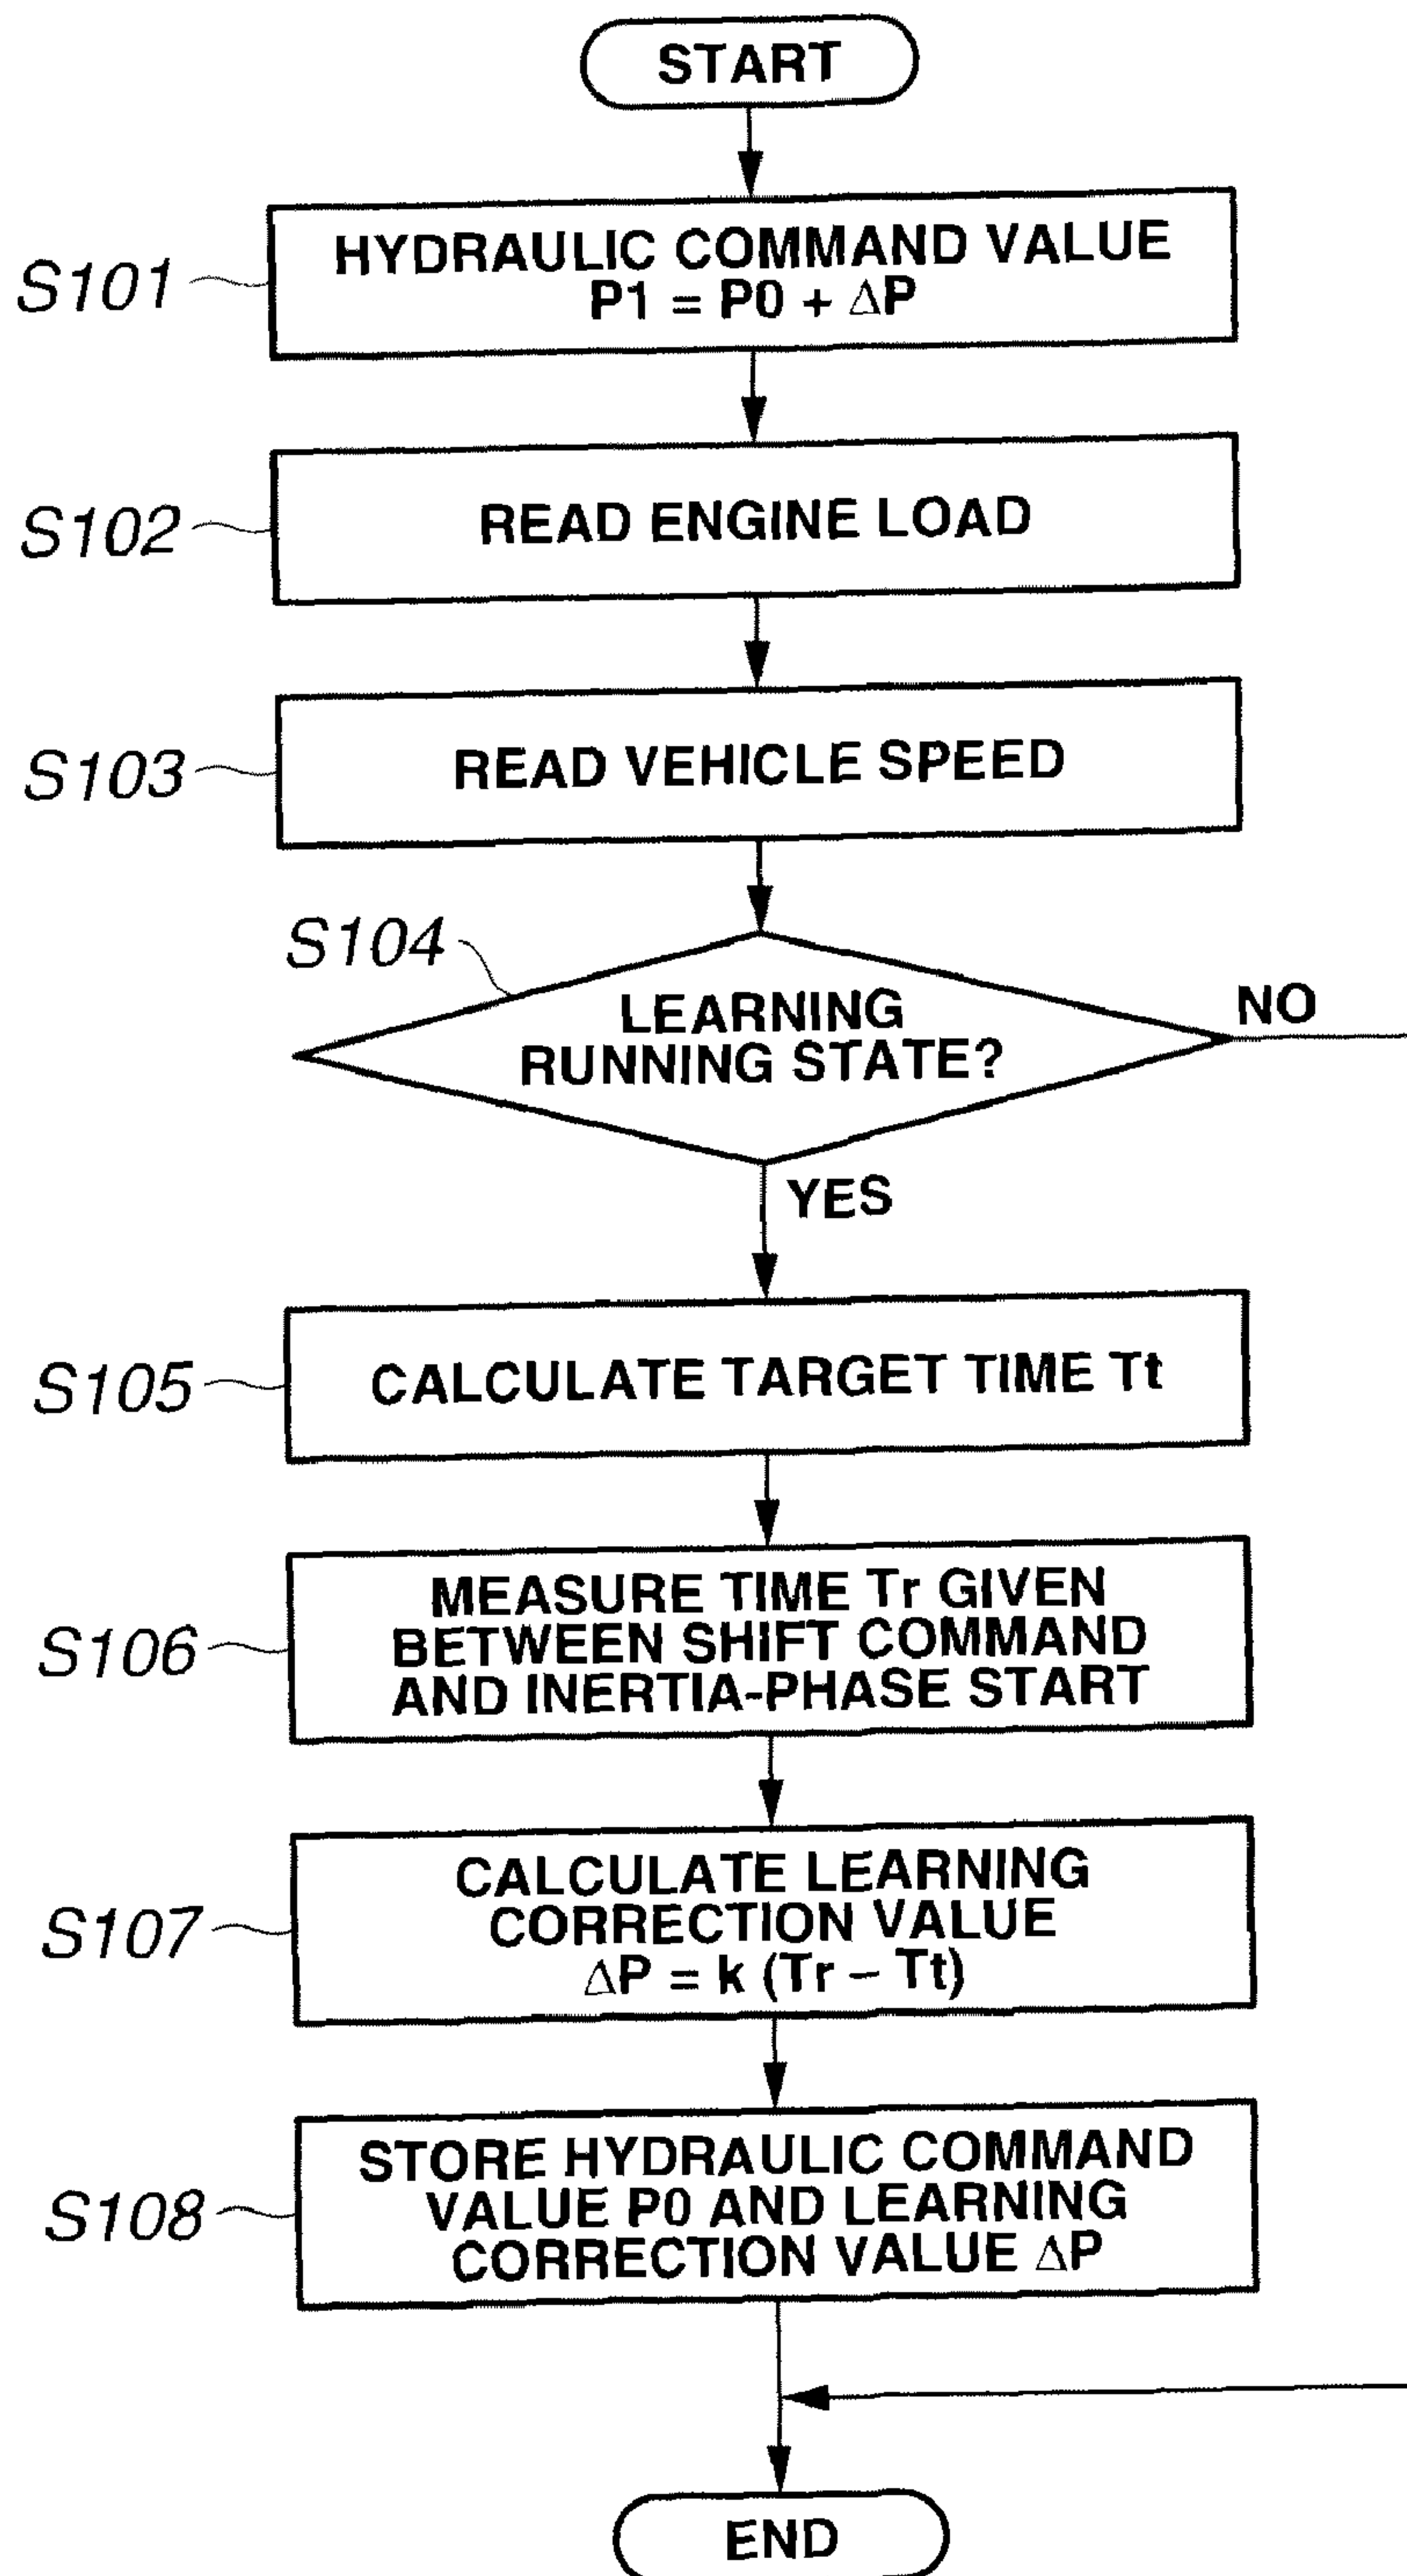 START
S101
HYDRAULIC COMMAND VALUE
P1 = P0 + ΔP
S102
READ ENGINE LOAD
S103
READ VEHICLE SPEED
S104
LEARNING
RUNNING STATE?
NO
YES
S105
CALCULATE TARGET TIME Tt
S106
MEASURE TIME Tr GIVEN
BETWEEN SHIFT COMMAND
AND INERTIA-PHASE START
S107
CALCULATE LEARNING
CORRECTION VALUE
ΔP = k (Tr – Tt)
S108
STORE HYDRAULIC COMMAND
VALUE P0 AND LEARNING
CORRECTION VALUE ΔP
END